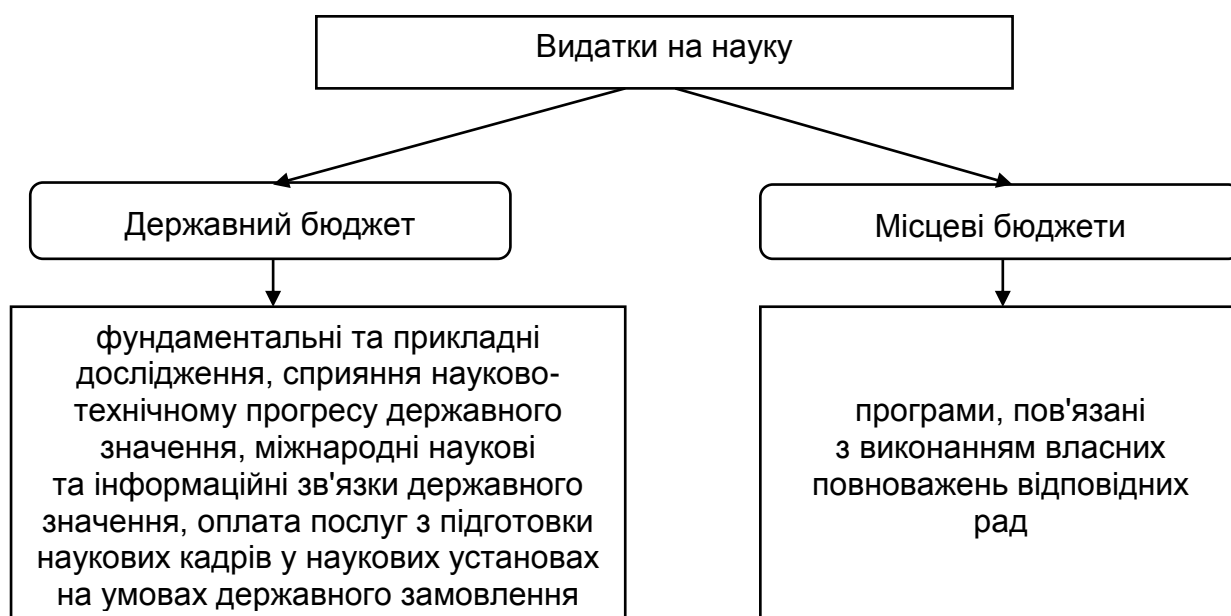 Видатки на науку
Державний бюджет
Місцеві бюджети
фундаментальні та прикладні
дослідження, сприяння науково-
технічному прогресу державного
значення, міжнародні наукові
та інформаційні зв'язки державного
значення, оплата послуг з підготовки
наукових кадрів у наукових установах
на умовах державного замовлення
програми, пов'язані
з виконанням власних
повноважень відповідних
рад